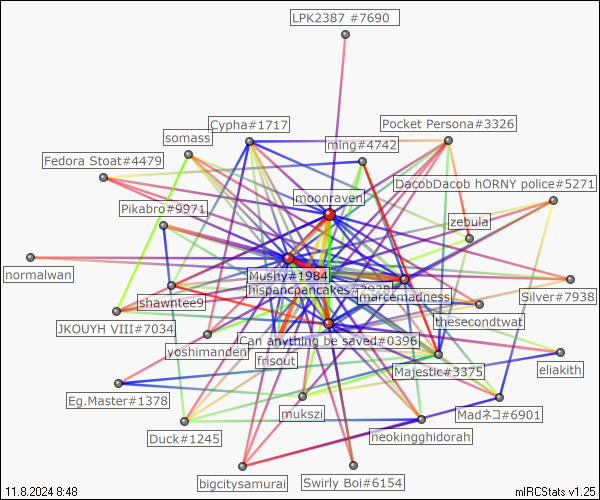 LPK2387 #7690
Cypha#1717
Pocket Persona#3326
somass
ming#4742
Fedora Stoat#4479
DacobDacob hORNY police#5271
moonraven
Pikabro#9971
zebula
normalwan
Mushy#1984
hispancpancakes#2928
marcemadness
Silver#7938
shawntee9
thesecondtwat
JKOUYH VIII#7034
Can anything be saved#0396
yoshimanden
frisout
Majestic#3375
eliakith
Eg.Master#1378
mukszi
Madネコ#6901
Duck#1245
neokingghidorah
bigcitysamurai
Swirly Boi#6154
11.8.2024 8:48
mIRCStats v1.25